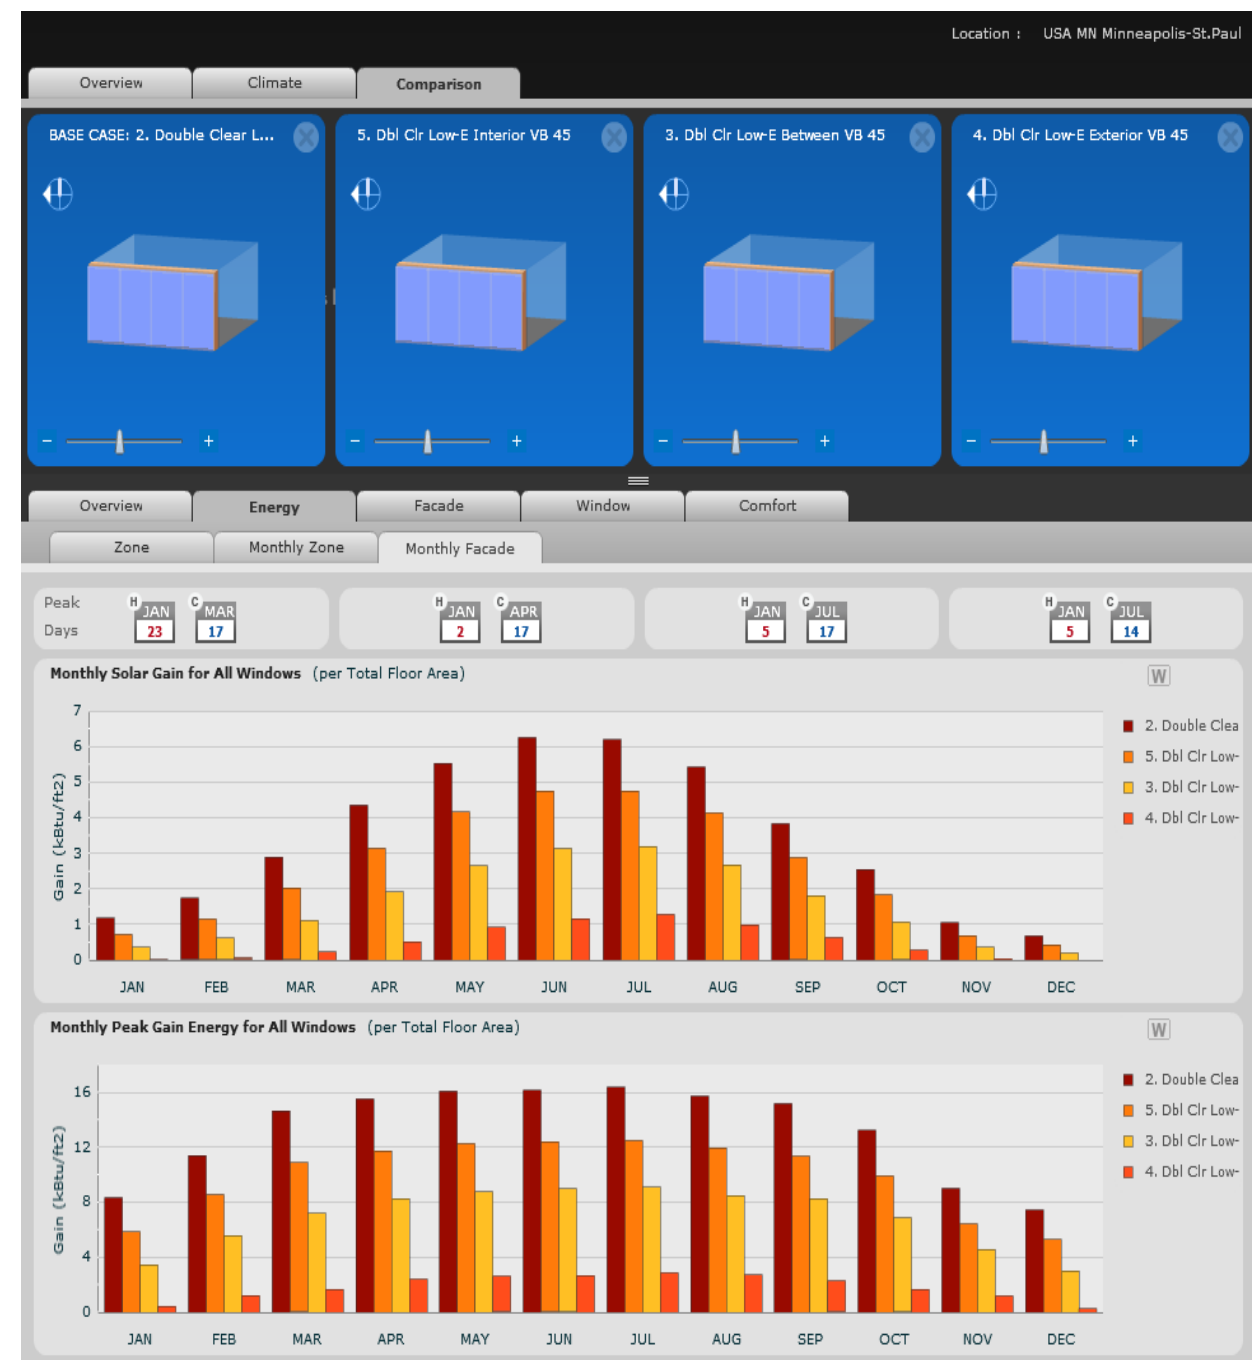 Location : USA MN Minneapolis-St.Paul
Overview Climate Comparison
BASE CASE: 2. Double Clear L... 5. Dbl Clr Low-E Interior VB 45 3. Dbl Clr Low-E Between VB 45 4. Dbl Clr Low-E Exterior VB 45
- + - + - + - +
Overview Energy Facade Window Comfort
Zone Monthly Zone Monthly Facade
Peak H JAN C MAR H JAN C APR H JAN C JUL H JAN C JUL
Days 23 17 2 17 5 17 5 14
Monthly Solar Gain for All Windows (per Total Floor Area) W
Gain (kBtu/ft2)
7
6
5
4
3
2
1
0
JAN FEB MAR APR MAY JUN JUL AUG SEP OCT NOV DEC
2. Double Clea
5. Dbl Clr Low-
3. Dbl Clr Low-
4. Dbl Clr Low-
Monthly Peak Gain Energy for All Windows (per Total Floor Area) W
Gain (kBtu/ft2)
16
12
8
4
0
JAN FEB MAR APR MAY JUN JUL AUG SEP OCT NOV DEC
2. Double Clea
5. Dbl Clr Low-
3. Dbl Clr Low-
4. Dbl Clr Low-